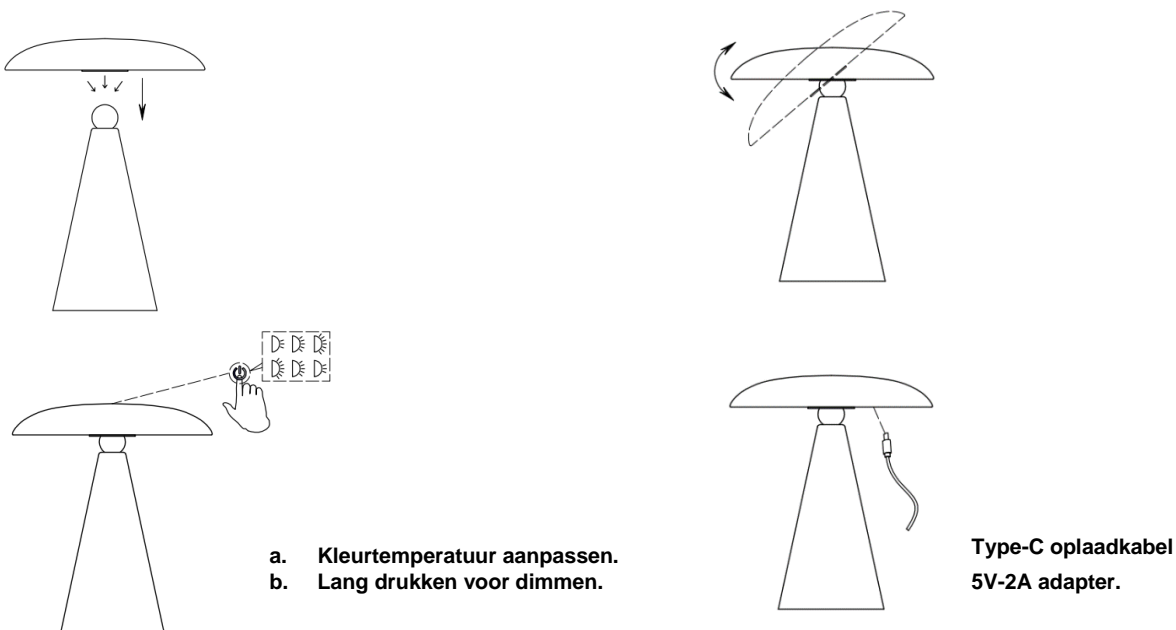 a. Kleurtemperatuur aanpassen.
b. Lang drukken voor dimmen.
Type-C oplaadkabel
5V-2A adapter.